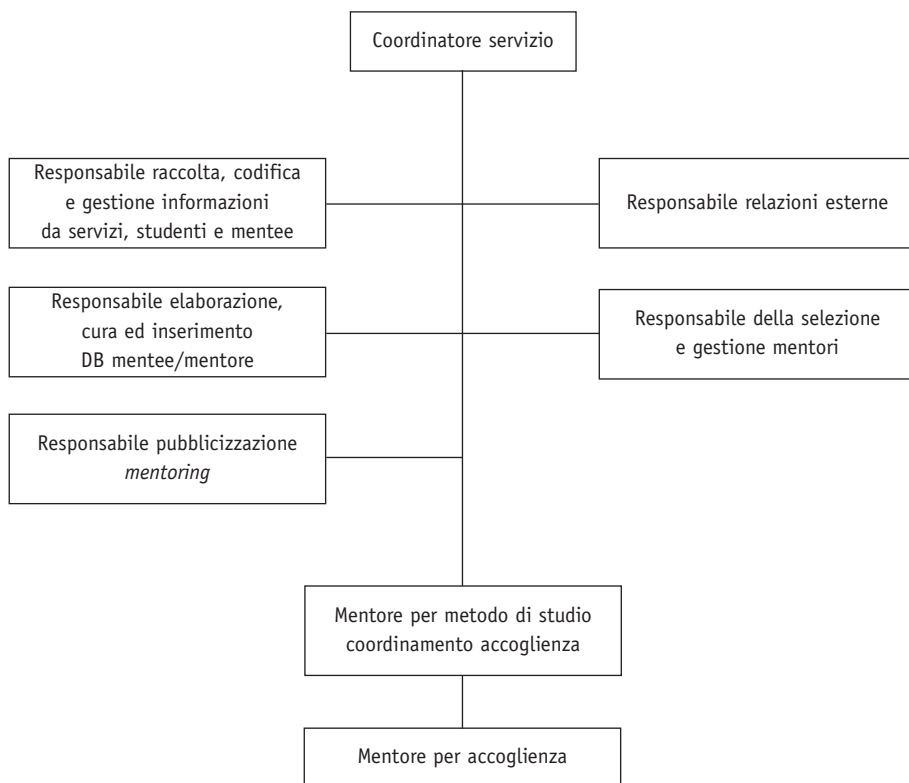 Coordinatore servizio
Responsabile raccolta, codifica
e gestione informazioni
da servizi, studenti e mentee
Responsabile relazioni esterne
Responsabile elaborazione,
cura ed inserimento
DB mentee/mentore
Responsabile della selezione
e gestione mentori
Responsabile pubblicizzazione
mentoring
Mentore per metodo di studio
coordinamento accoglienza
Mentore per accoglienza